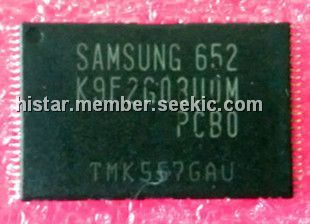 SAMSUNG 652
K9F2G03U0M
histar.member.seekic.com
PCB0
TMK557GAU